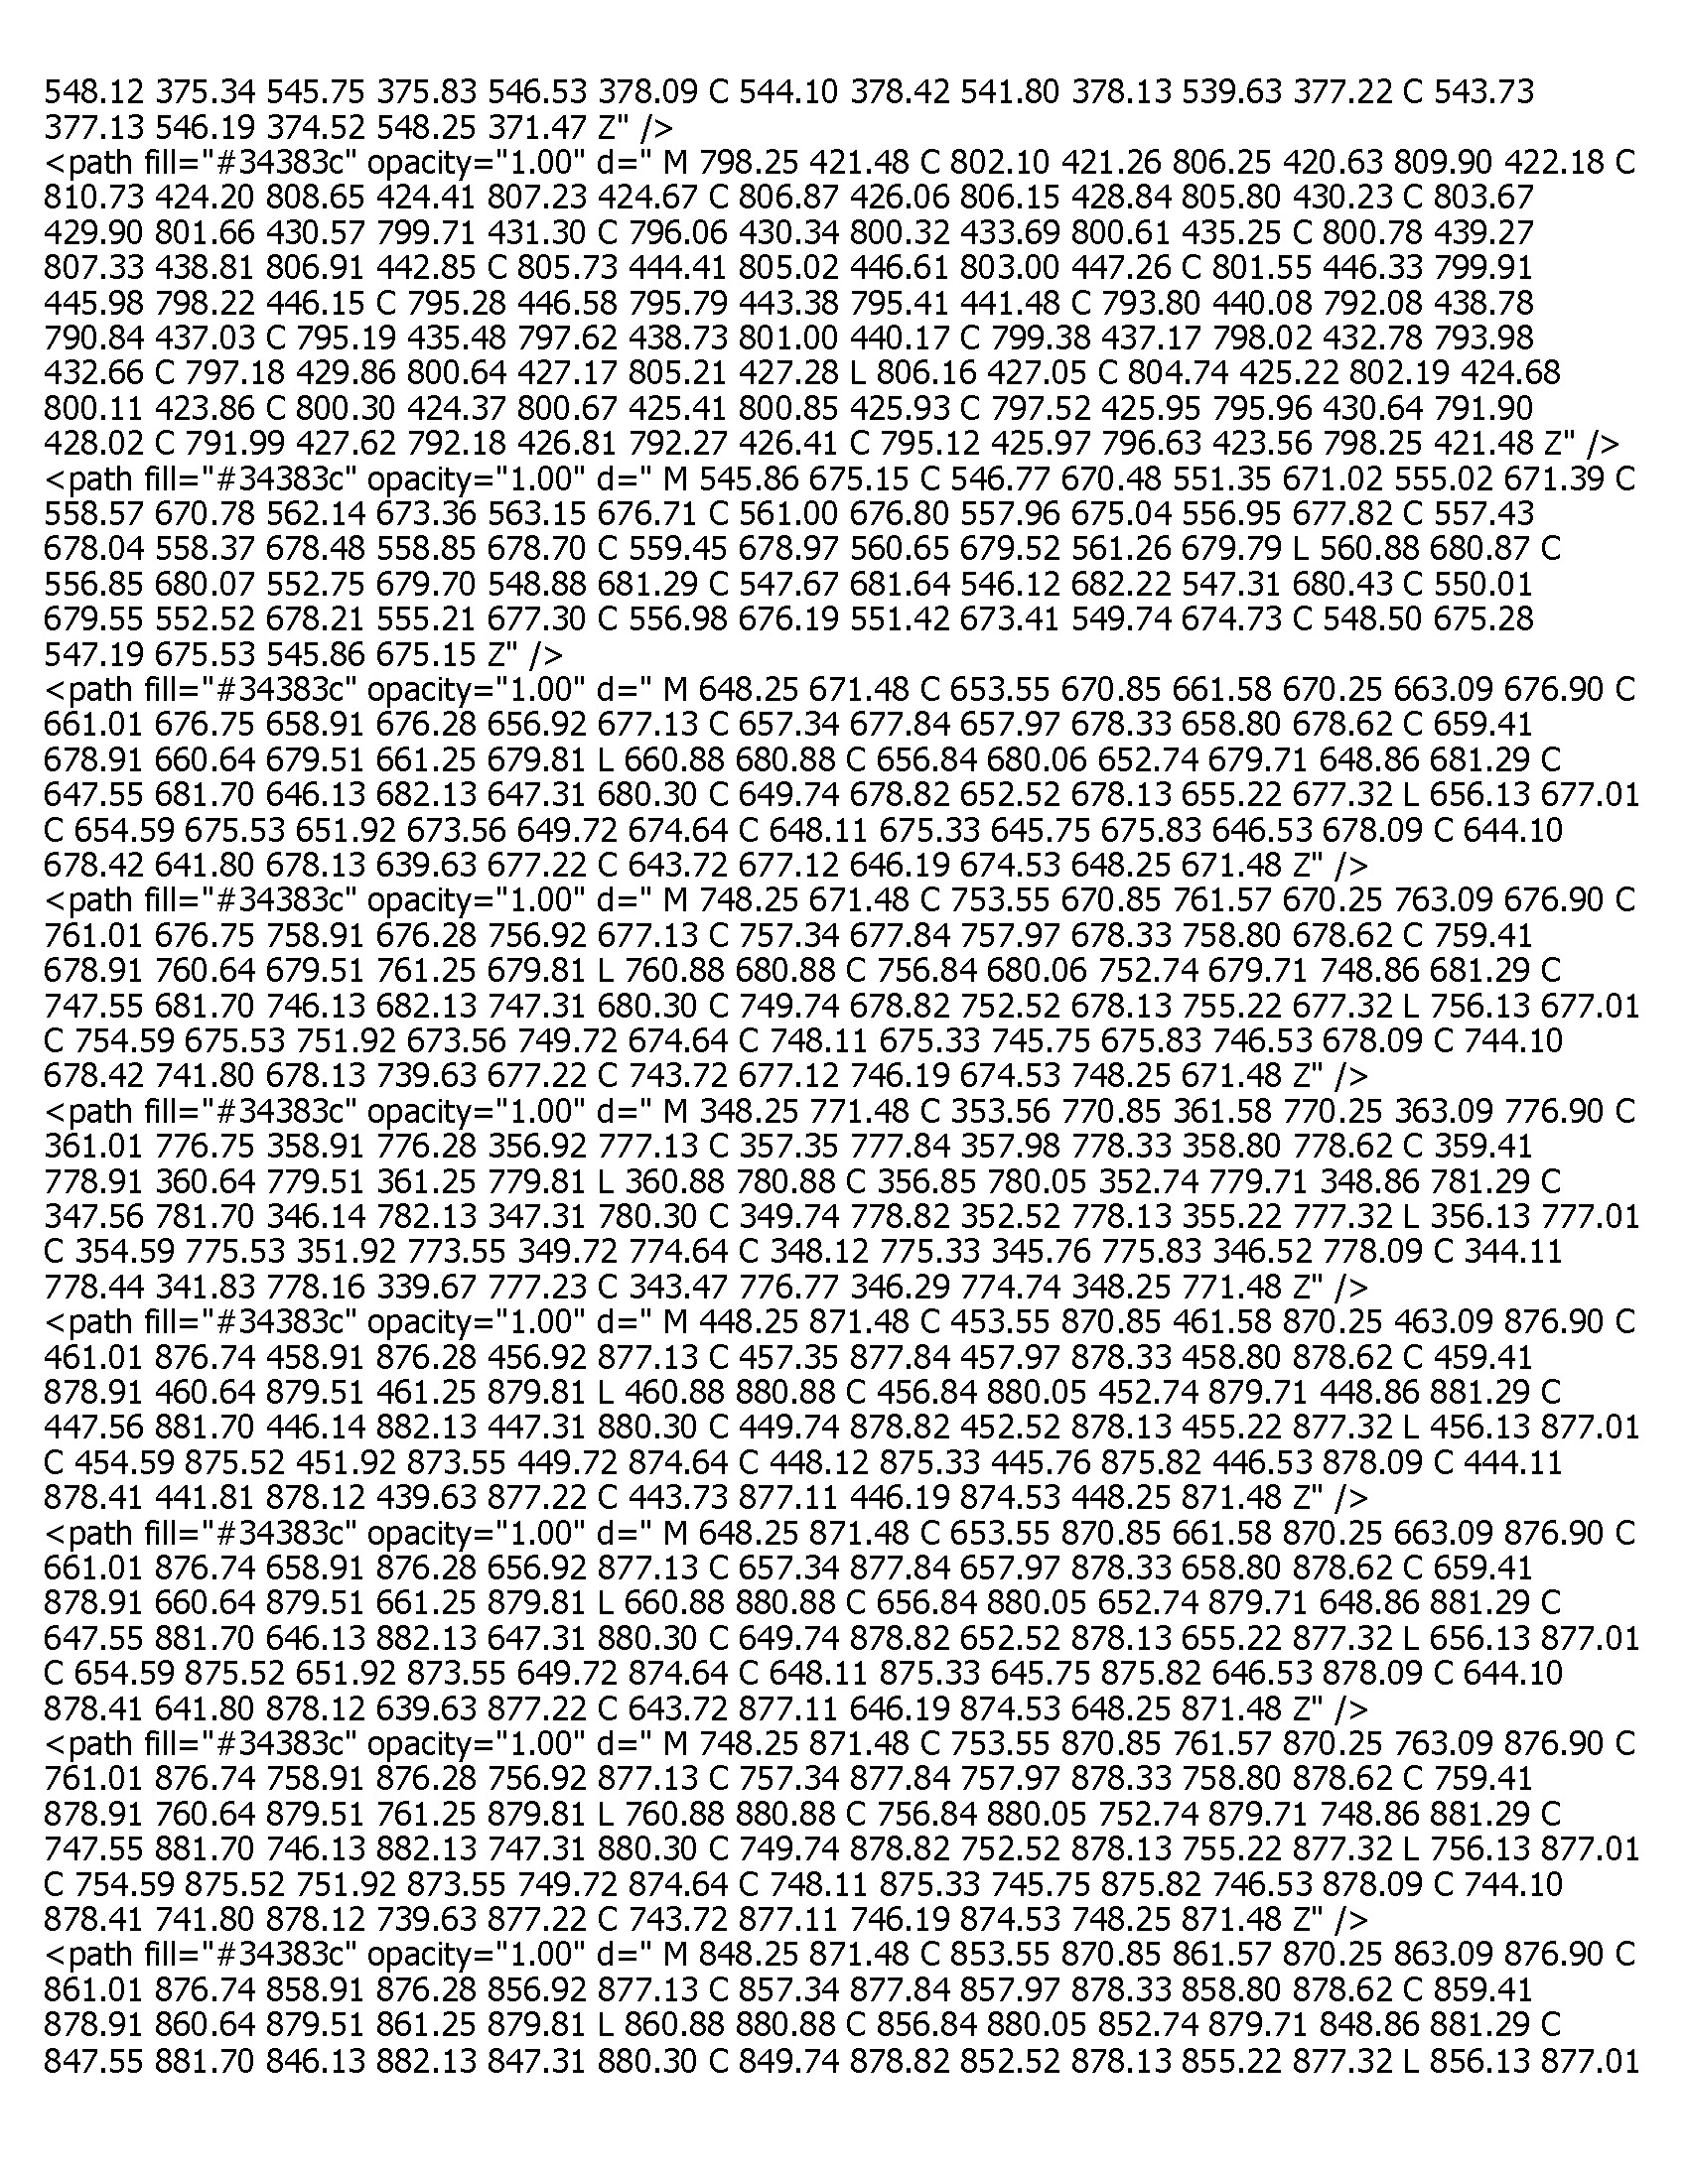 548.12 375.34 545.75 375.83 546.53 378.09 C 544.10 378.42 541.80 378.13 539.63 377.22 C 543.73
377.13 546.19 374.52 548.25 371.47 Z" />
<path fill="#34383c" opacity="1.00" d=" M 798.25 421.48 C 802.10 421.26 806.25 420.63 809.90 422.18 C
810.73 424.20 808.65 424.41 807.23 424.67 C 806.87 426.06 806.15 428.84 805.80 430.23 C 803.67
429.90 801.66 430.57 799.71 431.30 C 796.06 430.34 800.32 433.69 800.61 435.25 C 800.78 439.27
807.33 438.81 806.91 442.85 C 805.73 444.41 805.02 446.61 803.00 447.26 C 801.55 446.33 799.91
445.98 798.22 446.15 C 795.28 446.58 795.79 443.38 795.41 441.48 C 793.80 440.08 792.08 438.78
790.84 437.03 C 795.19 435.48 797.62 438.73 801.00 440.17 C 799.38 437.17 798.02 432.78 793.98
432.66 C 797.18 429.86 800.64 427.17 805.21 427.28 L 806.16 427.05 C 804.74 425.22 802.19 424.68
800.11 423.86 C 800.30 424.37 800.67 425.41 800.85 425.93 C 797.52 425.95 795.96 430.64 791.90
428.02 C 791.99 427.62 792.18 426.81 792.27 426.41 C 795.12 425.97 796.63 423.56 798.25 421.48 Z" />
<path fill="#34383c" opacity="1.00" d=" M 545.86 675.15 C 546.77 670.48 551.35 671.02 555.02 671.39 C
558.57 670.78 562.14 673.36 563.15 676.71 C 561.00 676.80 557.96 675.04 556.95 677.82 C 557.43
678.04 558.37 678.48 558.85 678.70 C 559.45 678.97 560.65 679.52 561.26 679.79 L 560.88 680.87 C
556.85 680.07 552.75 679.70 548.88 681.29 C 547.67 681.64 546.12 682.22 547.31 680.43 C 550.01
679.55 552.52 678.21 555.21 677.30 C 556.98 676.19 551.42 673.41 549.74 674.73 C 548.50 675.28
547.19 675.53 545.86 675.15 Z" />
<path fill="#34383c" opacity="1.00" d=" M 648.25 671.48 C 653.55 670.85 661.58 670.25 663.09 676.90 C
661.01 676.75 658.91 676.28 656.92 677.13 C 657.34 677.84 657.97 678.33 658.80 678.62 C 659.41
678.91 660.64 679.51 661.25 679.81 L 660.88 680.88 C 656.84 680.06 652.74 679.71 648.86 681.29 C
647.55 681.70 646.13 682.13 647.31 680.30 C 649.74 678.82 652.52 678.13 655.22 677.32 L 656.13 677.01
C 654.59 675.53 651.92 673.56 649.72 674.64 C 648.11 675.33 645.75 675.83 646.53 678.09 C 644.10
678.42 641.80 678.13 639.63 677.22 C 643.72 677.12 646.19 674.53 648.25 671.48 Z" />
<path fill="#34383c" opacity="1.00" d=" M 748.25 671.48 C 753.55 670.85 761.57 670.25 763.09 676.90 C
761.01 676.75 758.91 676.28 756.92 677.13 C 757.34 677.84 757.97 678.33 758.80 678.62 C 759.41
678.91 760.64 679.51 761.25 679.81 L 760.88 680.88 C 756.84 680.06 752.74 679.71 748.86 681.29 C
747.55 681.70 746.13 682.13 747.31 680.30 C 749.74 678.82 752.52 678.13 755.22 677.32 L 756.13 677.01
C 754.59 675.53 751.92 673.56 749.72 674.64 C 748.11 675.33 745.75 675.83 746.53 678.09 C 744.10
678.42 741.80 678.13 739.63 677.22 C 743.72 677.12 746.19 674.53 748.25 671.48 Z" />
<path fill="#34383c" opacity="1.00" d=" M 348.25 771.48 C 353.56 770.85 361.58 770.25 363.09 776.90 C
361.01 776.75 358.91 776.28 356.92 777.13 C 357.35 777.84 357.98 778.33 358.80 778.62 C 359.41
778.91 360.64 779.51 361.25 779.81 L 360.88 780.88 C 356.85 780.05 352.74 779.71 348.86 781.29 C
347.56 781.70 346.14 782.13 347.31 780.30 C 349.74 778.82 352.52 778.13 355.22 777.32 L 356.13 777.01
C 354.59 775.53 351.92 773.55 349.72 774.64 C 348.12 775.33 345.76 775.83 346.52 778.09 C 344.11
778.44 341.83 778.16 339.67 777.23 C 343.47 776.77 346.29 774.74 348.25 771.48 Z" />
<path fill="#34383c" opacity="1.00" d=" M 448.25 871.48 C 453.55 870.85 461.58 870.25 463.09 876.90 C
461.01 876.74 458.91 876.28 456.92 877.13 C 457.35 877.84 457.97 878.33 458.80 878.62 C 459.41
878.91 460.64 879.51 461.25 879.81 L 460.88 880.88 C 456.84 880.05 452.74 879.71 448.86 881.29 C
447.56 881.70 446.14 882.13 447.31 880.30 C 449.74 878.82 452.52 878.13 455.22 877.32 L 456.13 877.01
C 454.59 875.52 451.92 873.55 449.72 874.64 C 448.12 875.33 445.76 875.82 446.53 878.09 C 444.11
878.41 441.81 878.12 439.63 877.22 C 443.73 877.11 446.19 874.53 448.25 871.48 Z" />
<path fill="#34383c" opacity="1.00" d=" M 648.25 871.48 C 653.55 870.85 661.58 870.25 663.09 876.90 C
661.01 876.74 658.91 876.28 656.92 877.13 C 657.34 877.84 657.97 878.33 658.80 878.62 C 659.41
878.91 660.64 879.51 661.25 879.81 L 660.88 880.88 C 656.84 880.05 652.74 879.71 648.86 881.29 C
647.55 881.70 646.13 882.13 647.31 880.30 C 649.74 878.82 652.52 878.13 655.22 877.32 L 656.13 877.01
C 654.59 875.52 651.92 873.55 649.72 874.64 C 648.11 875.33 645.75 875.82 646.53 878.09 C 644.10
878.41 641.80 878.12 639.63 877.22 C 643.72 877.11 646.19 874.53 648.25 871.48 Z" />
<path fill="#34383c" opacity="1.00" d=" M 748.25 871.48 C 753.55 870.85 761.57 870.25 763.09 876.90 C
761.01 876.74 758.91 876.28 756.92 877.13 C 757.34 877.84 757.97 878.33 758.80 878.62 C 759.41
878.91 760.64 879.51 761.25 879.81 L 760.88 880.88 C 756.84 880.05 752.74 879.71 748.86 881.29 C
747.55 881.70 746.13 882.13 747.31 880.30 C 749.74 878.82 752.52 878.13 755.22 877.32 L 756.13 877.01
C 754.59 875.52 751.92 873.55 749.72 874.64 C 748.11 875.33 745.75 875.82 746.53 878.09 C 744.10
878.41 741.80 878.12 739.63 877.22 C 743.72 877.11 746.19 874.53 748.25 871.48 Z" />
<path fill="#34383c" opacity="1.00" d=" M 848.25 871.48 C 853.55 870.85 861.57 870.25 863.09 876.90 C
861.01 876.74 858.91 876.28 856.92 877.13 C 857.34 877.84 857.97 878.33 858.80 878.62 C 859.41
878.91 860.64 879.51 861.25 879.81 L 860.88 880.88 C 856.84 880.05 852.74 879.71 848.86 881.29 C
847.55 881.70 846.13 882.13 847.31 880.30 C 849.74 878.82 852.52 878.13 855.22 877.32 L 856.13 877.01